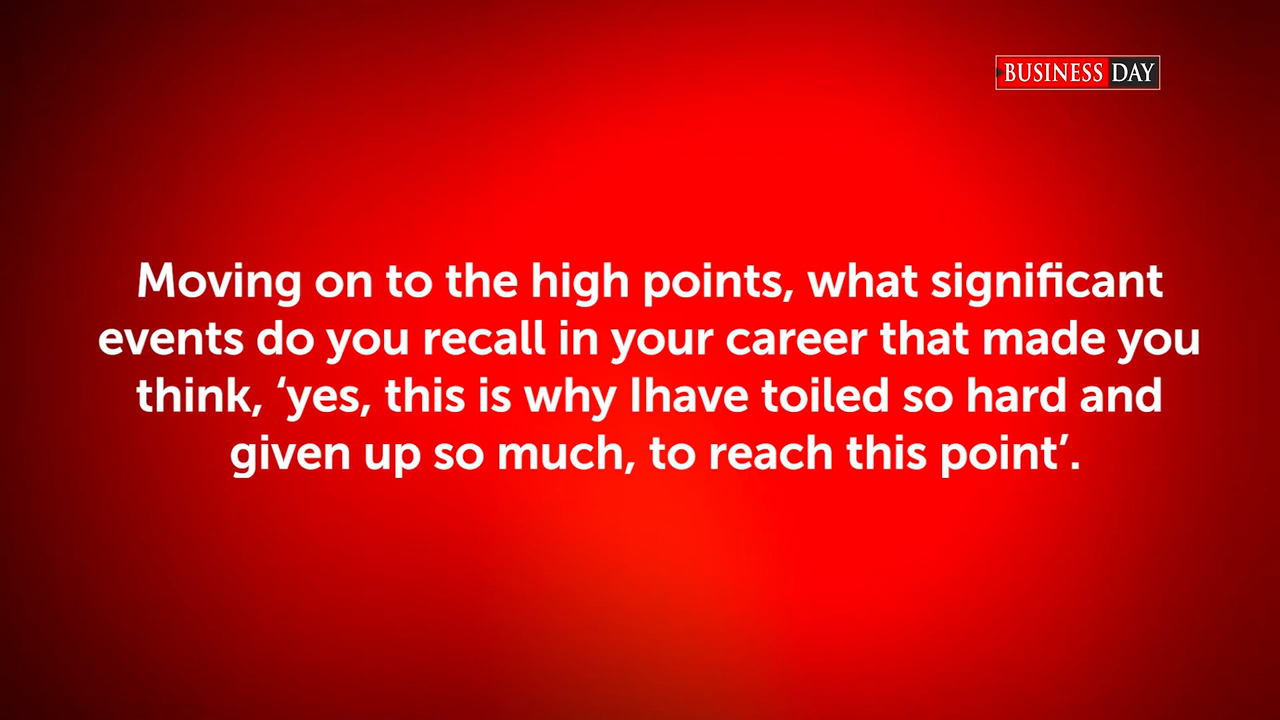 BUSINESS DAY
Moving on to the high points, what significant
events do you recall in your career that made you
think, ‘yes, this is why Ihave toiled so hard and
given up so much, to reach this point’.